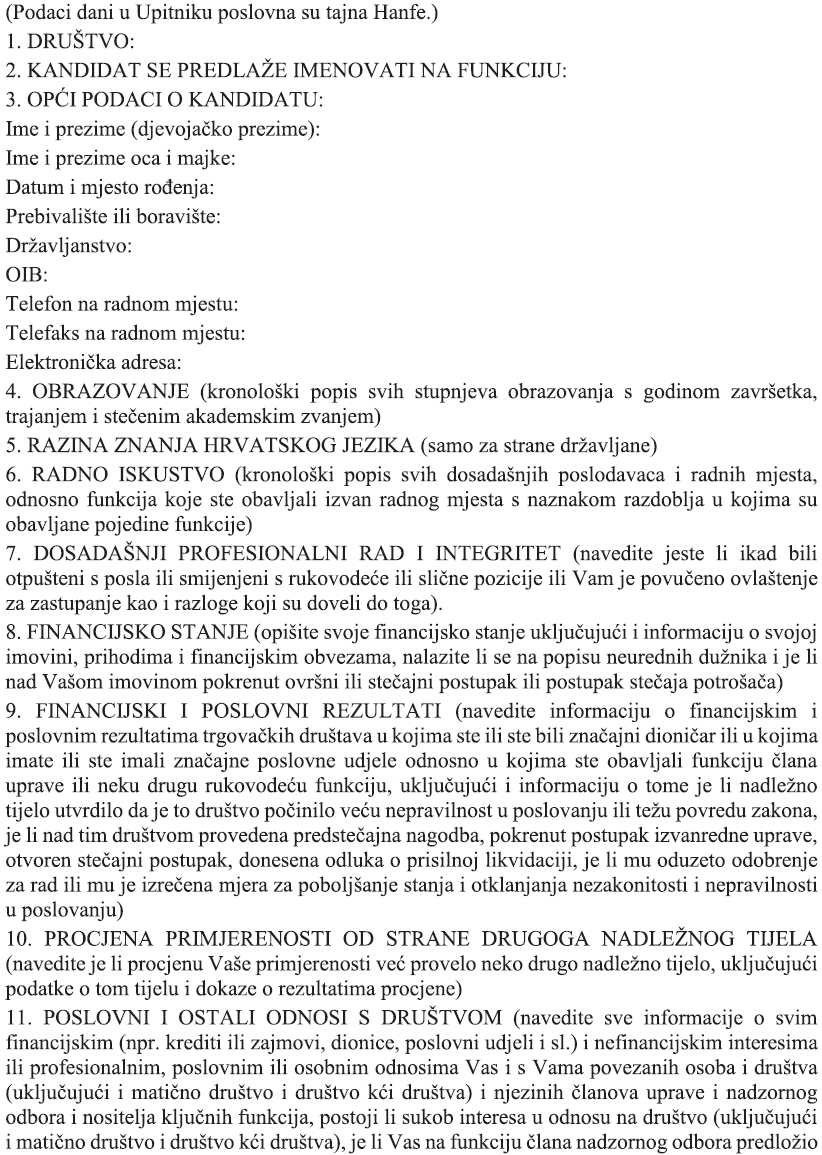 (Podaci dani u Upitniku poslovna su tajna Hanfe.)
1. DRUŠTVO:
2. KANDIDAT SE PREDLAŽE IMENOVATI NA FUNKCIJU:
3. OPĆI PODACI O KANDIDATU:
Ime i prezime (djevojačko prezime):
Ime i prezime oca i majke:
Datum i mjesto rođenja:
Prebivalište ili boravište:
Državljanstvo:
OIB:
Telefon na radnom mjestu:
Telefaks na radnom mjestu:
Elektronička adresa:
4. OBRAZOVANJE (kronološki popis svih stupnjeva obrazovanja s godinom završetka,
trajanjem i stečenim akademskim zvanjem)
5. RAZINA ZNANJA HRVATSKOG JEZIKA (samo za strane državljane)
6. RADNO ISKUSTVO (kronološki popis svih dosadašnjih poslodavaca i radnih mjesta,
odnosno funkcija koje ste obavljali izvan radnog mjesta s naznakom razdoblja u kojima su
obavljane pojedine funkcije)
7. DOSADAŠNJI PROFESIONALNI RAD I INTEGRITET (navedite jeste li ikad bili
otpušteni s posla ili smijenjeni s rukovodeće ili slične pozicije ili Vam je povučeno ovlaštenje
za zastupanje kao i razloge koji su doveli do toga).
8. FINANCIJSKO STANJE (opišite svoje financijsko stanje uključujući i informaciju o svojoj
imovini, prihodima i financijskim obvezama, nalazite li se na popisu neurednih dužnika i je li
nad Vašom imovinom pokrenut ovršni ili stečajni postupak ili postupak stečaja potrošača)
9. FINANCIJSKI I POSLOVNI REZULTATI (navedite informaciju o financijskim i
poslovnim rezultatima trgovačkih društava u kojima ste ili ste bili značajni dioničar ili u kojima
imate ili ste imali značajne poslovne udjele odnosno u kojima ste obavljali funkciju člana
uprave ili neku drugu rukovodeću funkciju, uključujući i informaciju o tome je li nadležno
tijelo utvrdilo da je to društvo počinilo veću nepravilnost u poslovanju ili težu povredu zakona,
je li nad tim društvom provedena predstečajna nagodba, pokrenut postupak izvanredne uprave,
otvoren stečajni postupak, donesena odluka o prisilnoj likvidaciji, je li mu oduzeto odobrenje
za rad ili mu je izrečena mjera za poboljšanje stanja i otklanjanja nezakonitosti i nepravilnosti
u poslovanju)
10. PROCJENA PRIMJERENOSTI OD STRANE DRUGOGA NADLEŽNOG TIJELA
(navedite je li procjenu Vaše primjerenosti već provelo neko drugo nadležno tijelo, uključujući
podatke o tom tijelu i dokaze o rezultatima procjene)
11. POSLOVNI I OSTALI ODNOSI S DRUŠTVOM (navedite sve informacije o svim
financijskim (npr. krediti ili zajmovi, dionice, poslovni udjeli i sl.) i nefinancijskim interesima
ili profesionalnim, poslovnim ili osobnim odnosima Vas i s Vama povezanih osoba i društva
(uključujući i matično društvo i društvo kći društva) i njezinih članova uprave i nadzornog
odbora i nositelja ključnih funkcija, postoji li sukob interesa u odnosu na društvo (uključujući
i matično društvo i društvo kći društva), je li Vas na funkciju člana nadzornog odbora predložio